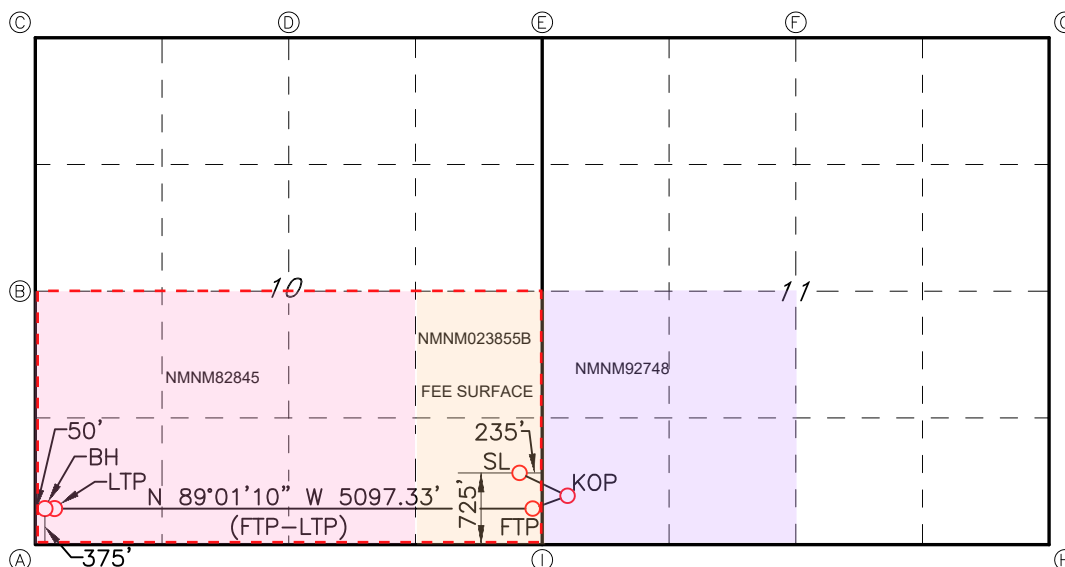 C D E F G
B 10 11
NMNM023855B
NMNM92748
NMNM82845
FEE SURFACE
50' 235'
BH SL
LTP KOP
N 89°01'10" W 5097.33' 725'
(FTP-LTP) FTP
375'
A I H